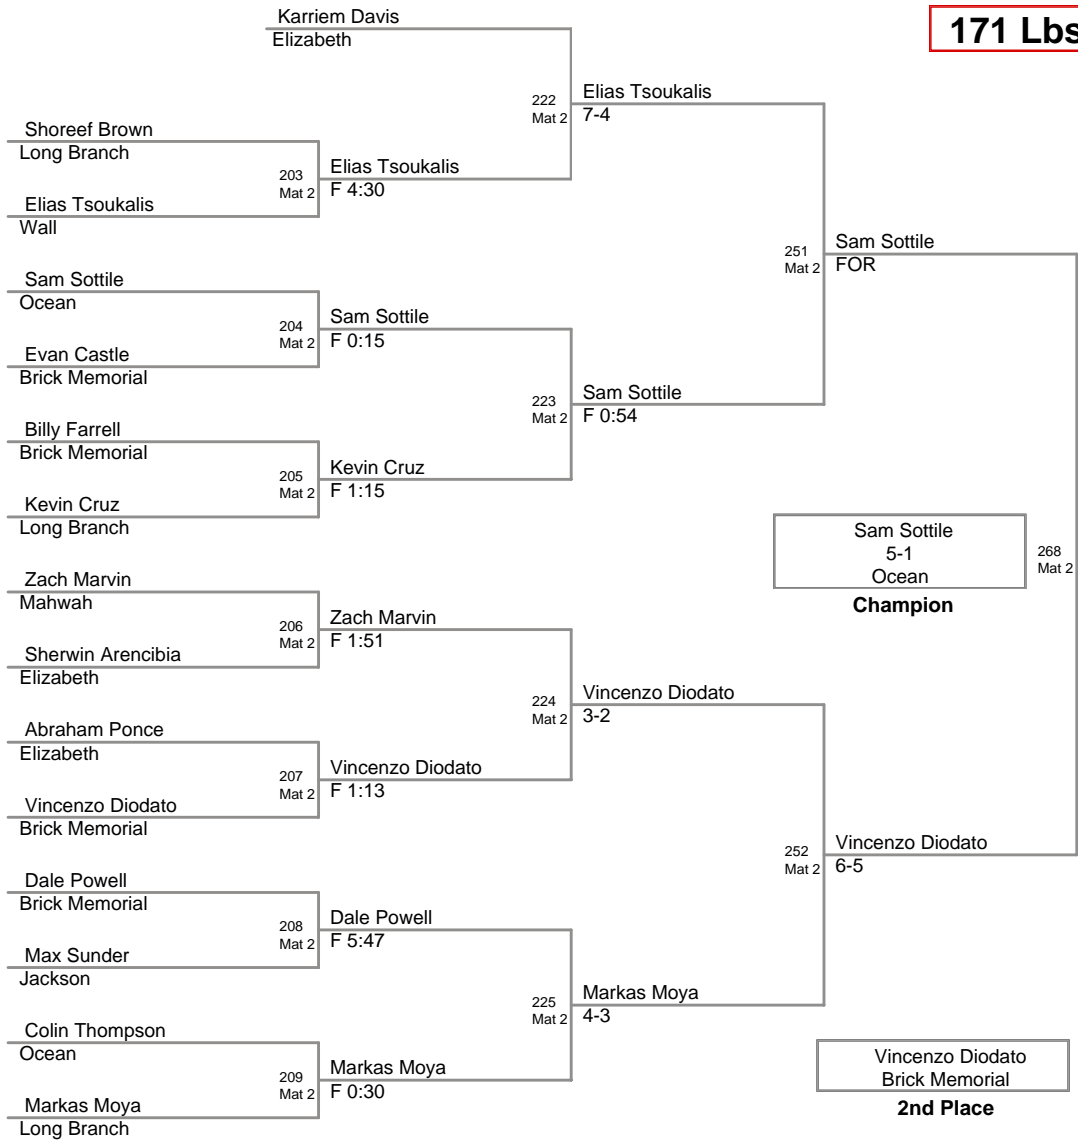 Karriem Davis
Elizabeth
171 Lbs
222
Mat 2
Elias Tsoukalis
7-4
Shoreef Brown
Long Branch
203
Mat 2
Elias Tsoukalis
F 4:30
Elias Tsoukalis
Wall
251
Mat 2
Sam Sottile
FOR
Sam Sottile
Ocean
204
Mat 2
Sam Sottile
F 0:15
Evan Castle
Brick Memorial
223
Mat 2
Sam Sottile
F 0:54
Billy Farrell
Brick Memorial
205
Mat 2
Kevin Cruz
F 1:15
Kevin Cruz
Long Branch
Sam Sottile
5-1
Ocean
Champion
268
Mat 2
Zach Marvin
Mahwah
206
Mat 2
Zach Marvin
F 1:51
Sherwin Arencibia
Elizabeth
224
Mat 2
Vincenzo Diodato
3-2
Abraham Ponce
Elizabeth
207
Mat 2
Vincenzo Diodato
F 1:13
Vincenzo Diodato
Brick Memorial
252
Mat 2
Vincenzo Diodato
6-5
Dale Powell
Brick Memorial
208
Mat 2
Dale Powell
F 5:47
Max Sunder
Jackson
225
Mat 2
Markas Moya
4-3
Colin Thompson
Ocean
209
Mat 2
Markas Moya
F 0:30
Markas Moya
Long Branch
Vincenzo Diodato
Brick Memorial
2nd Place